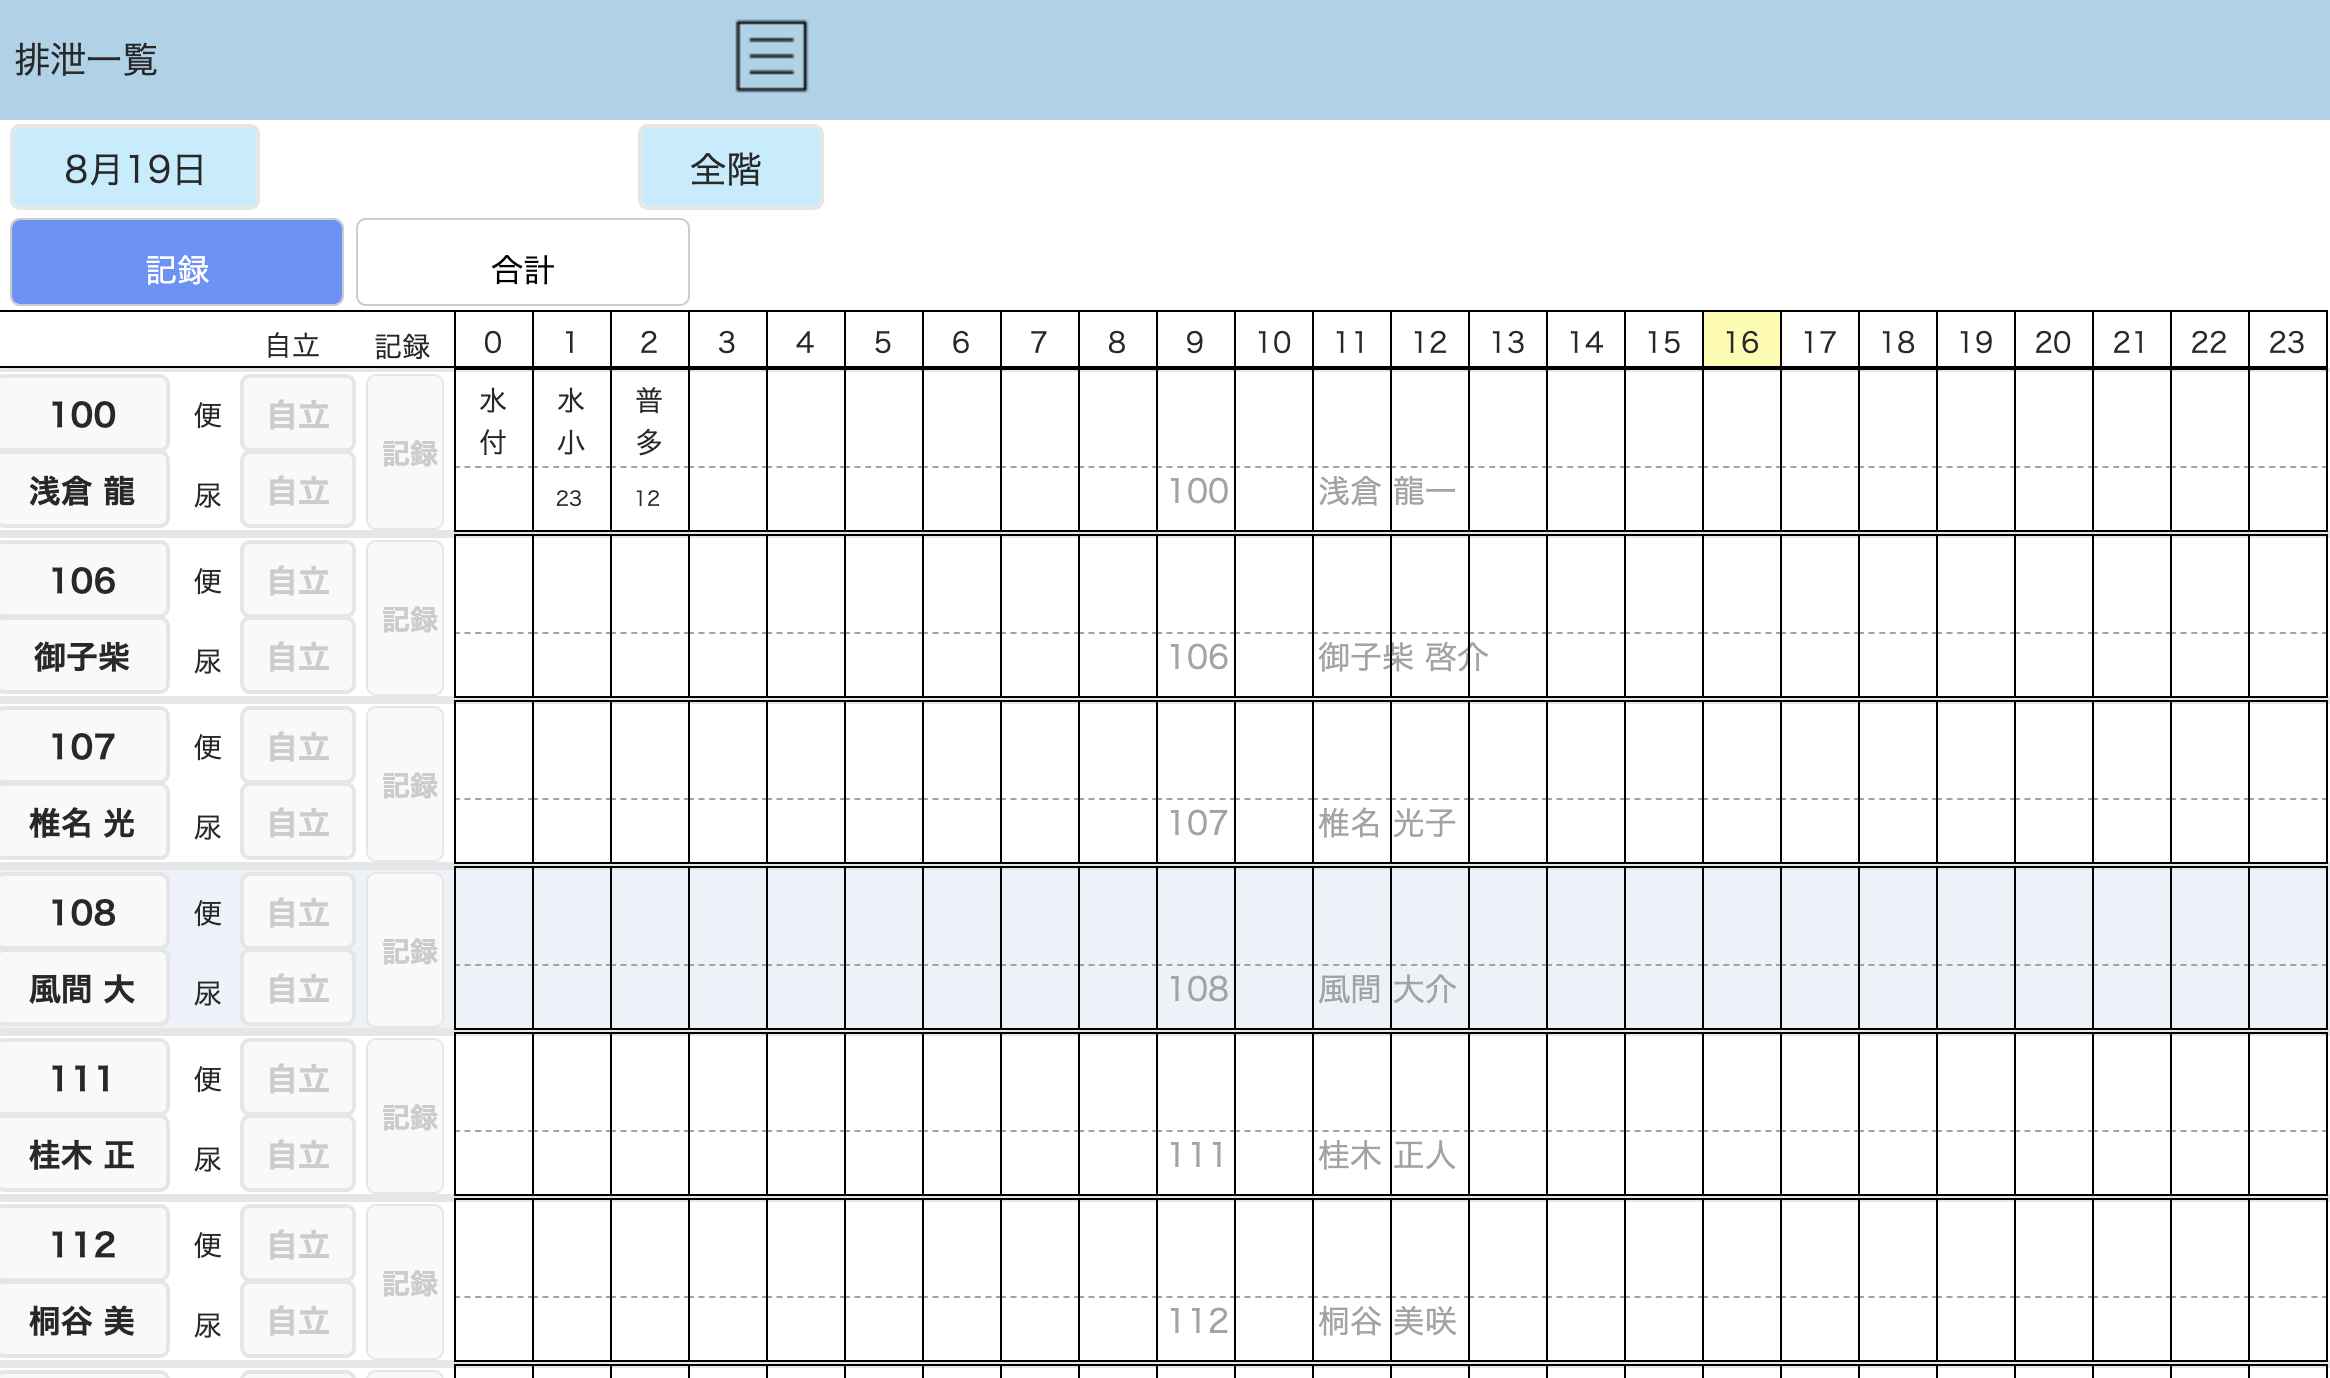 排泄一覧
8月19日 全階
記録 合計
自立 記録 0 1 2 3 4 5 6 7 8 9 10 11 12 13 14 15 16 17 18 19 20 21 22 23
100 便 自立 記録 水付 水小 普多
浅倉 龍 尿 自立 23 12 100 浅倉 龍一
106 便 自立 記録
御子柴 尿 自立 106 御子柴 啓介
107 便 自立 記録
椎名 光 尿 自立 107 椎名 光子
108 便 自立 記録
風間 大 尿 自立 108 風間 大介
111 便 自立 記録
桂木 正 尿 自立 111 桂木 正人
112 便 自立 記録
桐谷 美 尿 自立 112 桐谷 美咲